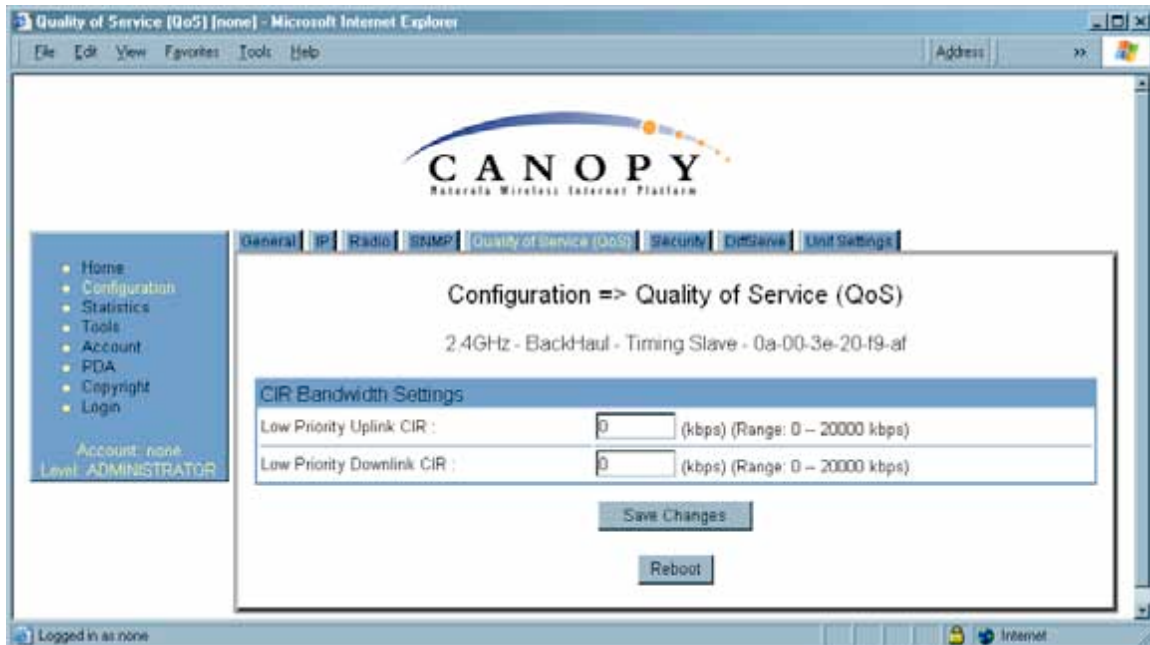 Quality of Service (QoS) [none] - Microsoft Internet Explorer
File Edit View Favorites Tools Help Address »
CANOPY
Motorola Wireless Internet Platform
General IP Radio SNMP Quality of Service (QoS) Security DiffServe Unit Settings
Home
Configuration
Statistics
Tools
Account
PDA
Copyright
Login
Account: none
Level: ADMINISTRATOR
Configuration => Quality of Service (QoS)
2.4GHz - BackHaul - Timing Slave - 0a-00-3e-20-f9-af
CIR Bandwidth Settings
Low Priority Uplink CIR : 0 (kbps) (Range: 0 – 20000 kbps)
Low Priority Downlink CIR : 0 (kbps) (Range: 0 – 20000 kbps)
Save Changes
Reboot
Logged in as none Internet